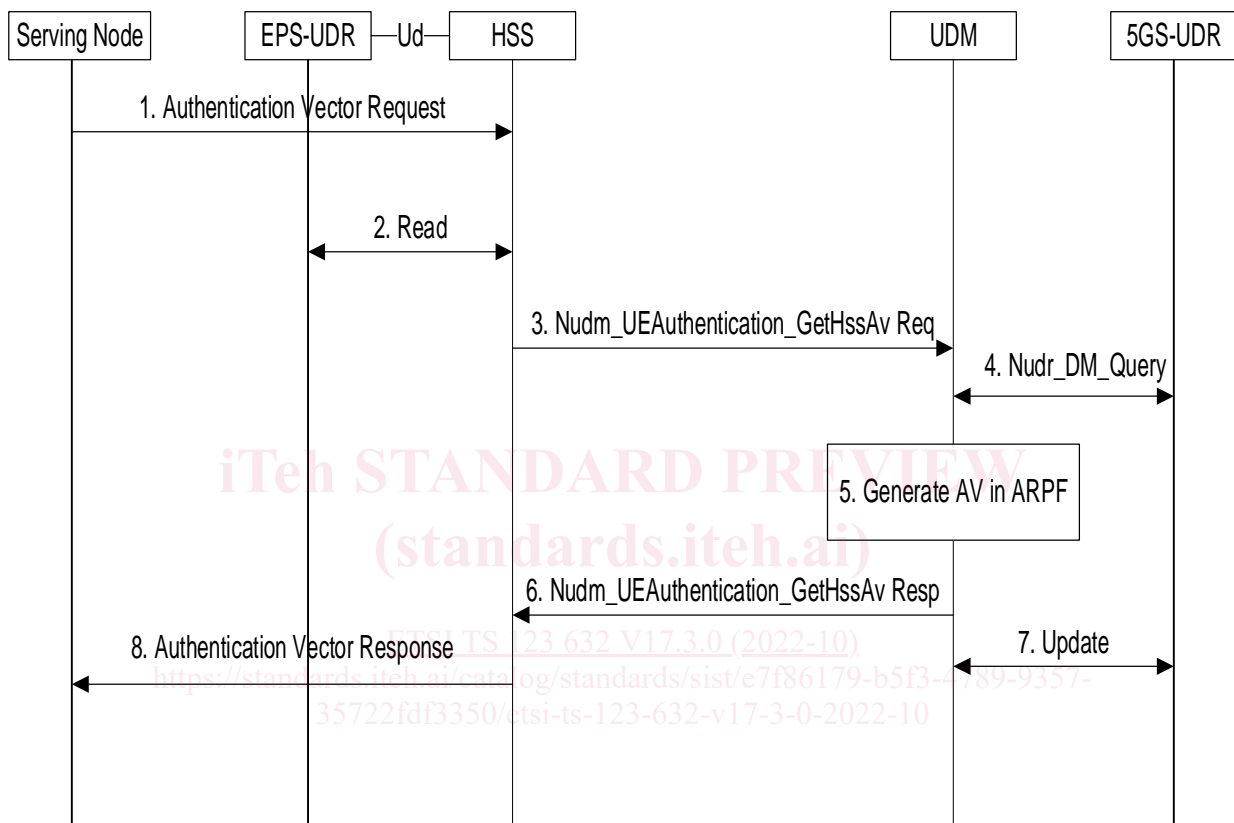 Serving Node
EPS-UDR
Ud
HSS
UDM
5GS-UDR
1. Authentication Vector Request
2. Read
3. Nudm_UEAuthentication_GetHssAv Req
4. Nudr_DM_Query
iTeh STANDARD PREVIEW
5. Generate AV in ARPF
(standards.iteh.ai)
6. Nudm_UEAuthentication_GetHssAv Resp
ETSI TS 123 632 V17.3.0 (2022-10)
7. Update
8. Authentication Vector Response
https://standards.iteh.ai/catalog/standards/sist/e7f86179-b5f3-4789-9357-
35722fdf3350/etsi-ts-123-632-v17-3-0-2022-10